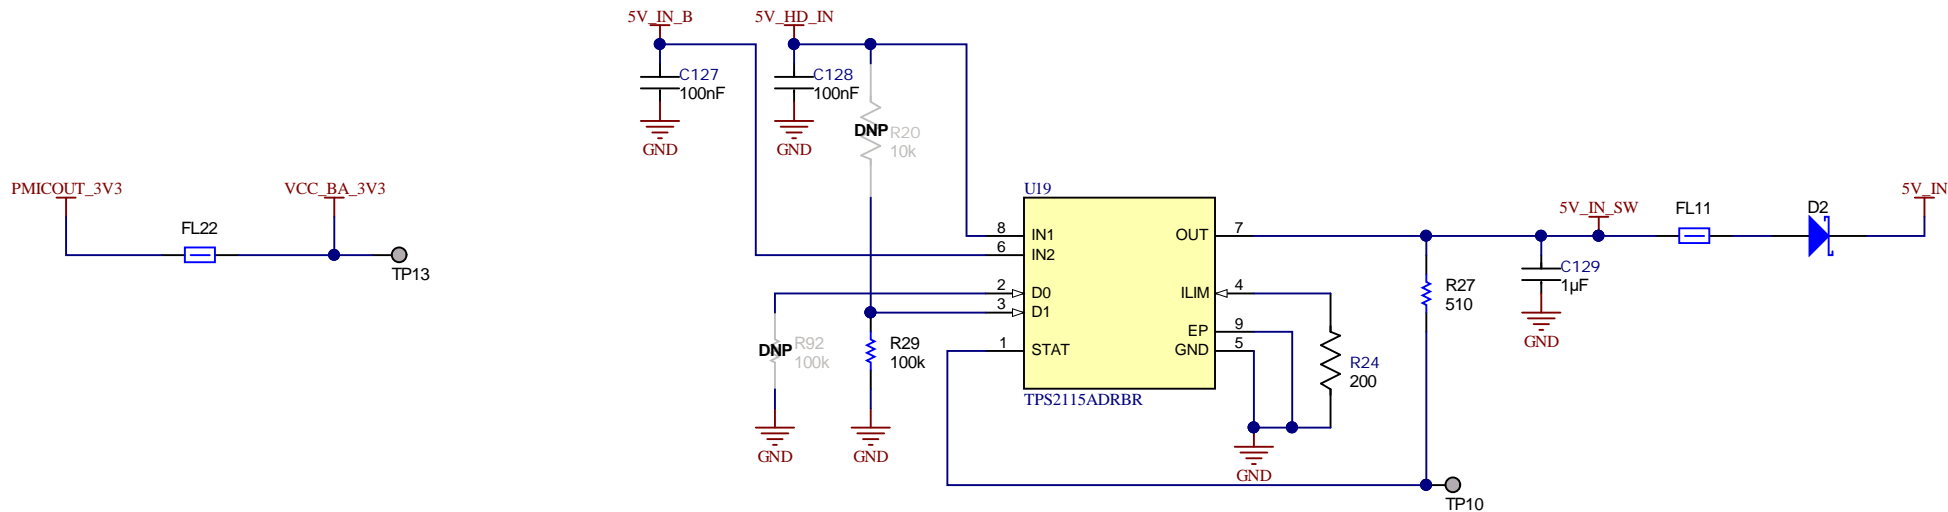 5V_IN_B
5V_HD_IN
C127
100nF
GND
C128
100nF
GND
DNP
R20
10k
PMICOUT_3V3
FL22
VCC_BA_3V3
TP13
U19
8
IN1
6
IN2
2
D0
3
D1
1
STAT
OUT
7
ILIM
4
EP
9
GND
5
TPS2115ADRBR
DNP
R92
100k
GND
R29
100k
GND
R24
200
GND
R27
510
TP10
C129
1µF
GND
5V_IN_SW
FL11
D2
5V_IN